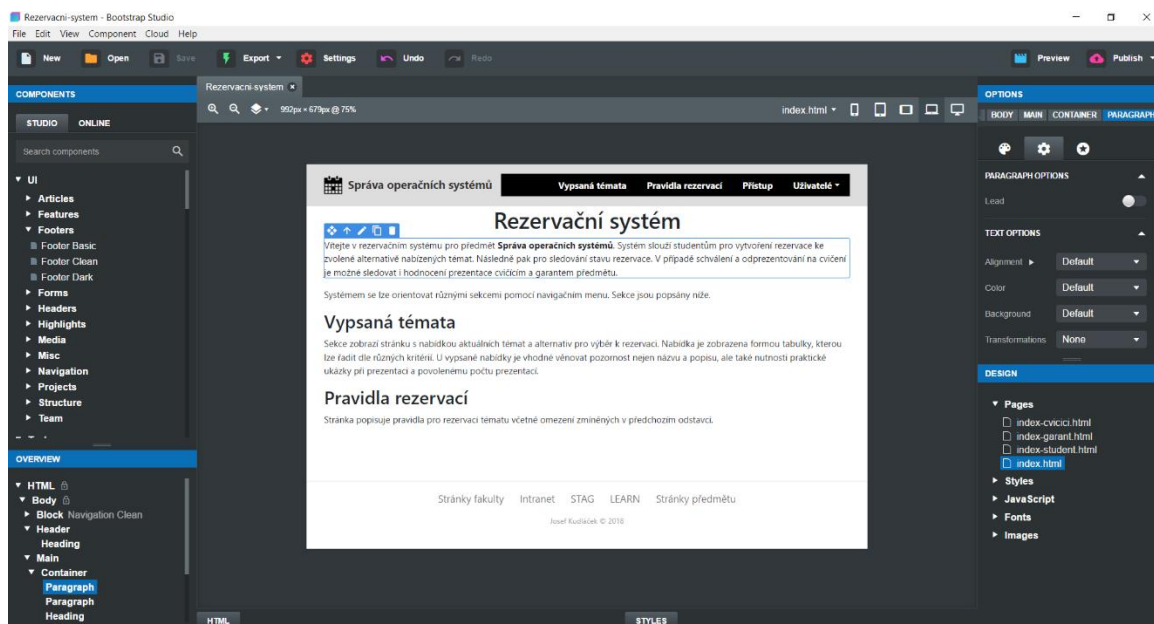 Rezervacni-system - Bootstrap Studio
File Edit View Component Cloud Help
New Open Save Export Settings Undo Redo Preview Publish
COMPONENTS
STUDIO ONLINE
Search components
UI
Articles
Features
Footers
Footer Basic
Footer Clean
Footer Dark
Forms
Headers
Highlights
Media
Misc
Navigation
Projects
Structure
Team
OVERVIEW
HTML
Body
Block Navigation Clean
Header
Heading
Main
Container
Paragraph
Paragraph
Heading
Rezervacni-system
992px × 679px @ 75%
index.html
Správa operačních systémů
Vypsaná témata Pravidla rezervací Přístup Uživatelé
Rezervační systém
Vítejte v rezervačním systému pro předmět Správa operačních systémů. Systém slouží studentům pro vytvoření rezervace ke
zvolené alternativě nabízených témat. Následně pak pro sledování stavu rezervace. V případě schválení a odprezentování na cvičení
je možné sledovat i hodnocení prezentace cvičícím a garantem předmětu.
Systémem se lze orientovat různými sekcemi pomocí navigačním menu. Sekce jsou popsány níže.
Vypsaná témata
Sekce zobrazí stránku s nabídkou aktuálních témat a alternativ pro výběr k rezervaci. Nabídka je zobrazena formou tabulky, kterou
lze řadit dle různých kritérií. U vypsané nabídky je vhodné věnovat pozornost nejen názvu a popisu, ale také nutnosti praktické
ukázky při prezentaci a povolenému počtu prezentací.
Pravidla rezervací
Stránka popisuje pravidla pro rezervaci tématu včetně omezení zmíněných v předchozím odstavci.
Stránky fakulty Intranet STAG LEARN Stránky předmětu
Josef Kudláček © 2018
HTML STYLES
OPTIONS
BODY MAIN CONTAINER PARAGRAPH
PARAGRAPH OPTIONS
Lead
TEXT OPTIONS
Alignment Default
Color Default
Background Default
Transformations None
DESIGN
Pages
index-cvicici.html
index-garant.html
index-student.html
index.html
Styles
JavaScript
Fonts
Images